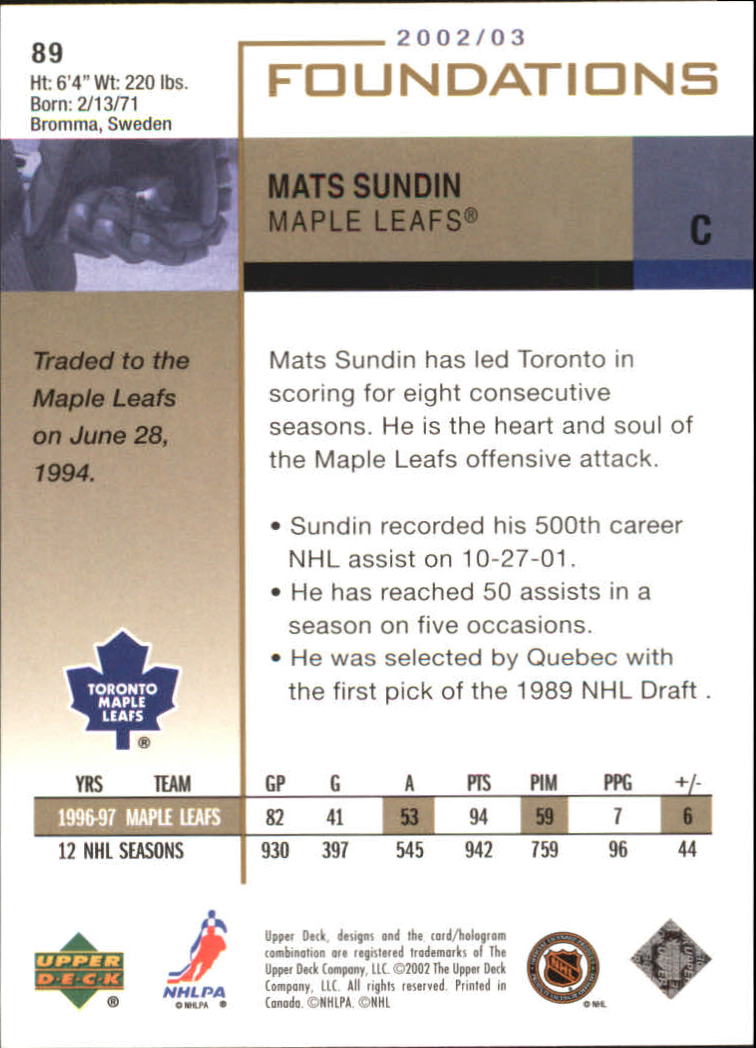 89
Ht: 6'4" Wt: 220 lbs.
Born: 2/13/71
Bromma, Sweden
2002/03
FOUNDATIONS
MATS SUNDIN
MAPLE LEAFS®
C
Traded to the
Maple Leafs
on June 28,
1994.
Mats Sundin has led Toronto in
scoring for eight consecutive
seasons. He is the heart and soul of
the Maple Leafs offensive attack.
• Sundin recorded his 500th career
NHL assist on 10-27-01.
• He has reached 50 assists in a
season on five occasions.
• He was selected by Quebec with
the first pick of the 1989 NHL Draft .
TORONTO
MAPLE
LEAFS
®
YRS TEAM GP G A PTS PIM PPG +/-
1996-97 MAPLE LEAFS 82 41 53 94 59 7 6
12 NHL SEASONS 930 397 545 942 759 96 44
UPPER
D·E·C·K
®
NHLPA
© NHLPA ®
Upper Deck, designs and the card/hologram
combination are registered trademarks of The
Upper Deck Company, LLC. ©2002 The Upper Deck
Company, LLC. All rights reserved. Printed in
Canada. ©NHLPA. ©NHL
NHL
© NHL